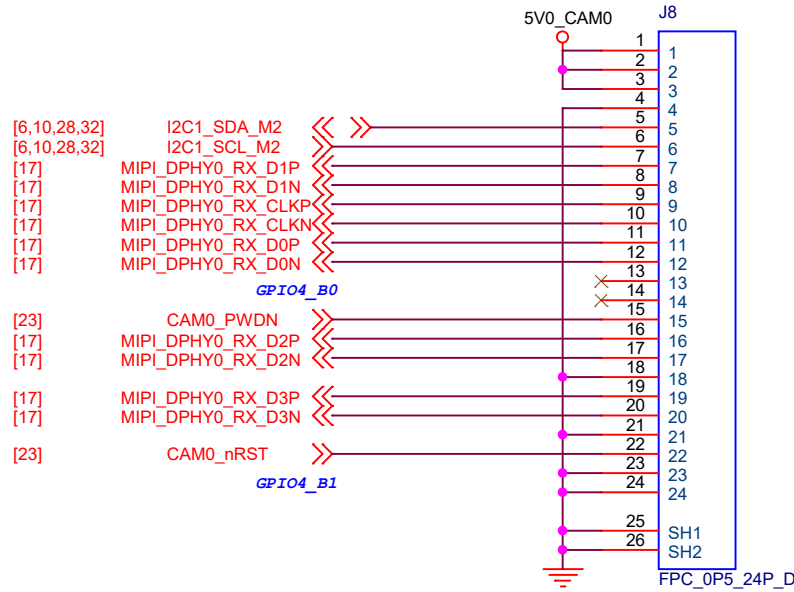 5V0_CAM0
J8
1 1
2 2
3 3
4 4
[6,10,28,32] I2C1_SDA_M2 5 5
[6,10,28,32] I2C1_SCL_M2 6 6
[17] MIPI_DPHY0_RX_D1P 7 7
[17] MIPI_DPHY0_RX_D1N 8 8
[17] MIPI_DPHY0_RX_CLKP 9 9
[17] MIPI_DPHY0_RX_CLKN 10 10
[17] MIPI_DPHY0_RX_D0P 11 11
[17] MIPI_DPHY0_RX_D0N 12 12
13 13
GPIO4_B0
14 14
[23] CAM0_PWDN 15 15
[17] MIPI_DPHY0_RX_D2P 16 16
[17] MIPI_DPHY0_RX_D2N 17 17
18 18
[17] MIPI_DPHY0_RX_D3P 19 19
[17] MIPI_DPHY0_RX_D3N 20 20
21 21
[23] CAM0_nRST 22 22
23 23
GPIO4_B1
24 24
25 SH1
26 SH2
FPC_0P5_24P_D